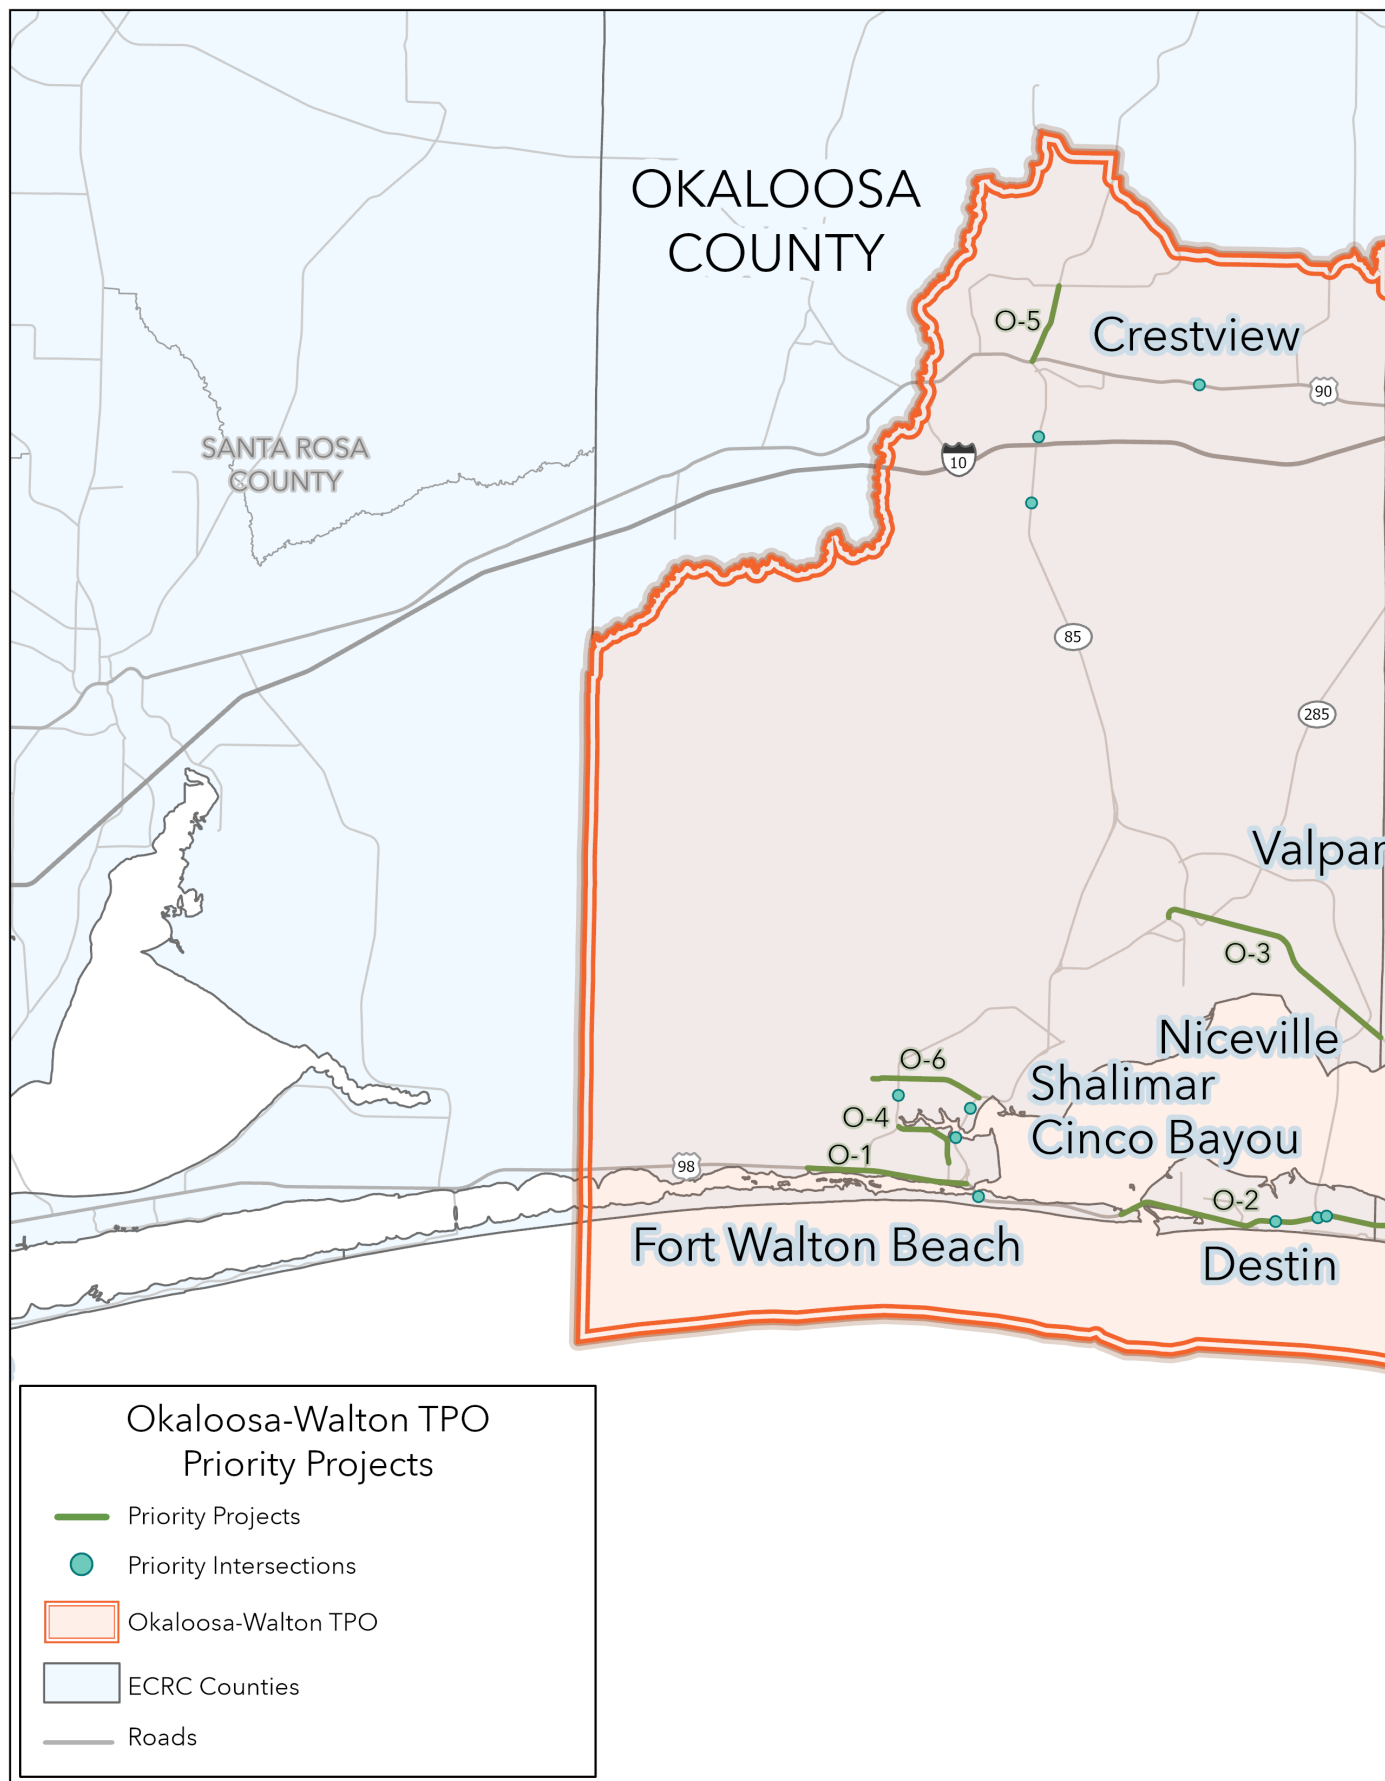 OKALOOSA
COUNTY
O-5
Crestview
90
SANTA ROSA
COUNTY
10
85
285
Valpar
O-3
Niceville
O-6
Shalimar
O-4
Cinco Bayou
O-1
98
O-2
Fort Walton Beach
Destin
Okaloosa-Walton TPO
Priority Projects
Priority Projects
Priority Intersections
Okaloosa-Walton TPO
ECRC Counties
Roads